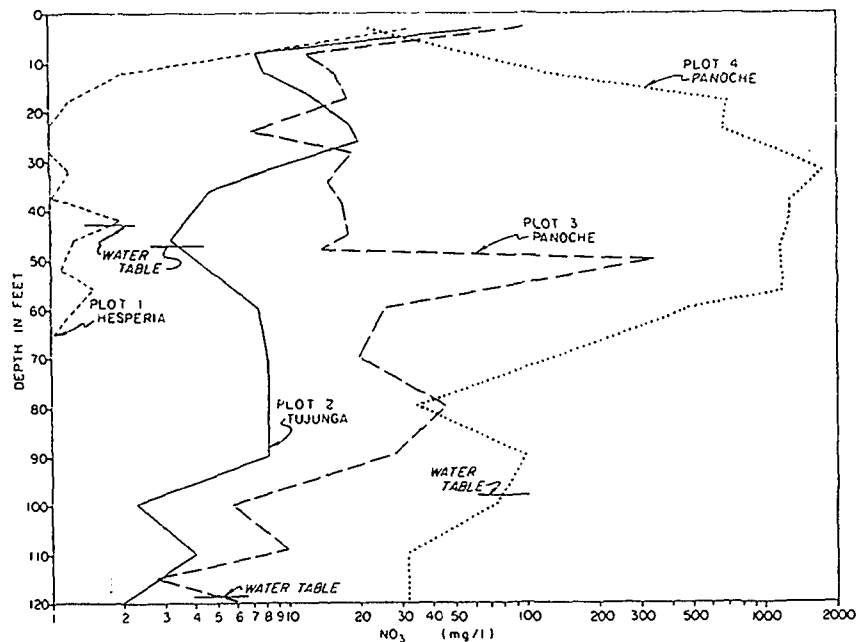 0
10
20
30
40
50
60
70
80
90
100
110
120
DEPTH IN FEET
PLOT 4
PANOCHE
PLOT 3
PANOCHE
WATER
TABLE
PLOT 1
HESPERIA
PLOT 2
TUJUNGA
WATER
TABLE
WATER TABLE
1 2 3 4 5 6 7 8 9 10 20 30 40 50 100 200 300 400 1000 2000
NO3 (mg/l)